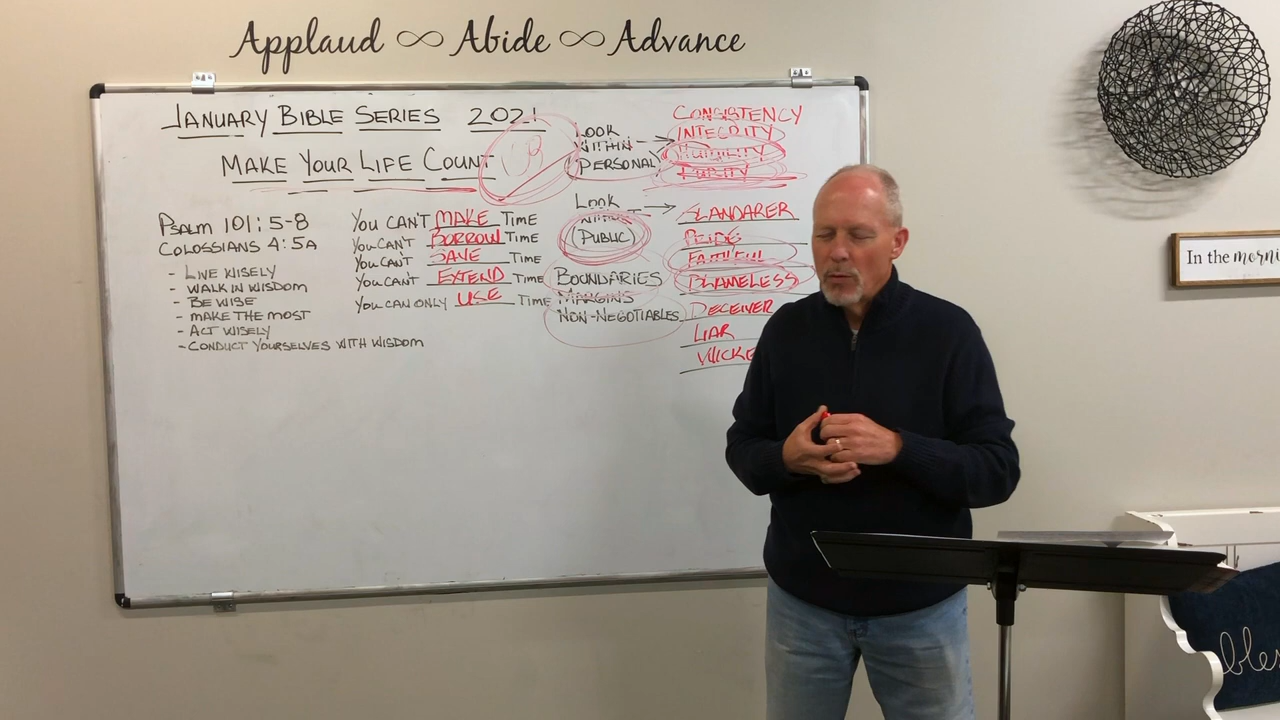 Applaud ∞ Abide ∞ Advance
JANUARY BIBLE SERIES 2021
MAKE YOUR LIFE COUNT
PSALM 101:5-8
COLOSSIANS 4:5A
- LIVE WISELY
- WALK IN WISDOM
- BE WISE
- MAKE THE MOST
- ACT WISELY
- CONDUCT YOURSELVES WITH WISDOM
YOU CAN'T MAKE TIME
YOU CAN'T BORROW TIME
YOU CAN'T SAVE TIME
YOU CAN'T EXTEND TIME
YOU CAN ONLY USE TIME
LOOK
WITHIN
PERSONAL
LOOK
PUBLIC
BOUNDARIES
MARGINS
NON-NEGOTIABLES
CONSISTENCY
INTEGRITY
HUMILITY
PURITY
SLANDARER
PRIDE
FAITHFUL
BLAMELESS
DECEIVER
LIAR
In the